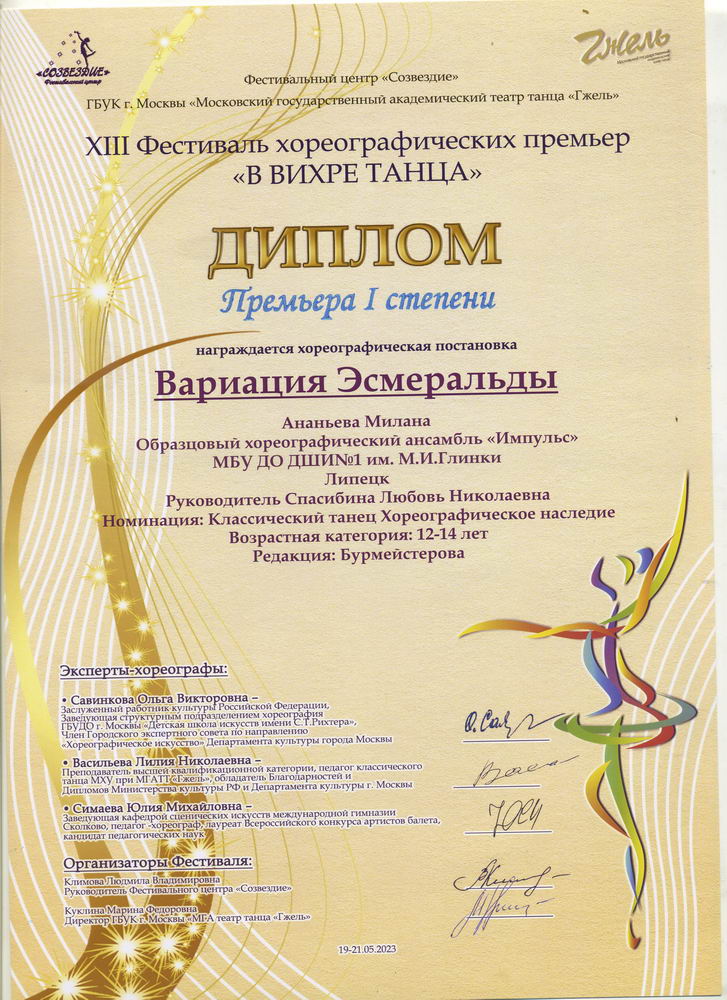 «СОЗВЕЗДИЕ»
Фестивальный центр
Гжель
Фестивальный центр «Созвездие»
ГБУК г. Москвы «Московский государственный академический театр танца «Гжель»
XIII Фестиваль хореографических премьер
«В ВИХРЕ ТАНЦА»
ДИПЛОМ
Премьера I степени
награждается хореографическая постановка
Вариация Эсмеральды
Ананьева Милана
Образцовый хореографический ансамбль «Импульс»
МБУ ДО ДШИ№1 им. М.И.Глинки
Липецк
Руководитель Спасибина Любовь Николаевна
Номинация: Классический танец Хореографическое наследие
Возрастная категория: 12-14 лет
Редакция: Бурмейстерова
Эксперты-хореографы:
• Савинкова Ольга Викторовна –
Заслуженный работник культуры Российской Федерации,
Заведующая структурным подразделением хореография
ГБУДО г. Москвы «Детская школа искусств имени С.Т.Рихтера»,
Член Городского экспертного совета по направлению
«Хореографическое искусство» Департамента культуры города Москвы
• Васильева Лилия Николаевна –
Преподаватель высшей квалификационной категории, педагог классического
танца МХУ при МГАТТ «Гжель», обладатель Благодарностей и
Дипломов Министерства культуры РФ и Департамента культуры г. Москвы
• Симаева Юлия Михайловна –
Заведующая кафедрой сценических искусств международной гимназии
Сколково, педагог -хореограф, лауреат Всероссийского конкурса артистов балета,
кандидат педагогических наук
Организаторы Фестиваля:
Климова Людмила Владимировна
Руководитель Фестивального центра «Созвездие»
Куклина Марина Федоровна
Директор ГБУК г. Москвы «МГА театр танца «Гжель»
19-21.05.2023